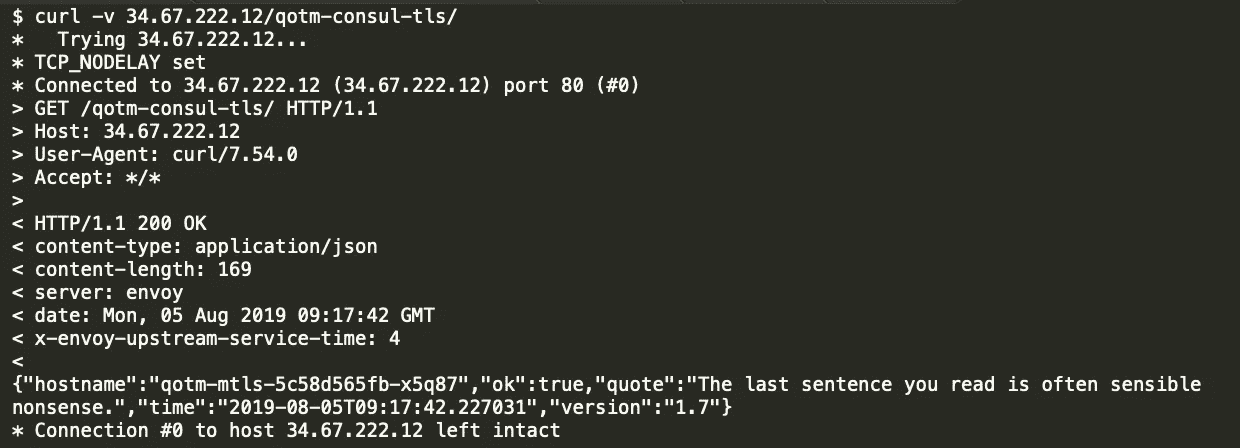 $ curl -v 34.67.222.12/qotm-consul-tls/
*   Trying 34.67.222.12...
* TCP_NODELAY set
* Connected to 34.67.222.12 (34.67.222.12) port 80 (#0)
> GET /qotm-consul-tls/ HTTP/1.1
> Host: 34.67.222.12
> User-Agent: curl/7.54.0
> Accept: */*
>
< HTTP/1.1 200 OK
< content-type: application/json
< content-length: 169
< server: envoy
< date: Mon, 05 Aug 2019 09:17:42 GMT
< x-envoy-upstream-service-time: 4
<
{"hostname":"qotm-mtls-5c58d565fb-x5q87","ok":true,"quote":"The last sentence you read is often sensible
nonsense.","time":"2019-08-05T09:17:42.227031","version":"1.7"}
* Connection #0 to host 34.67.222.12 left intact